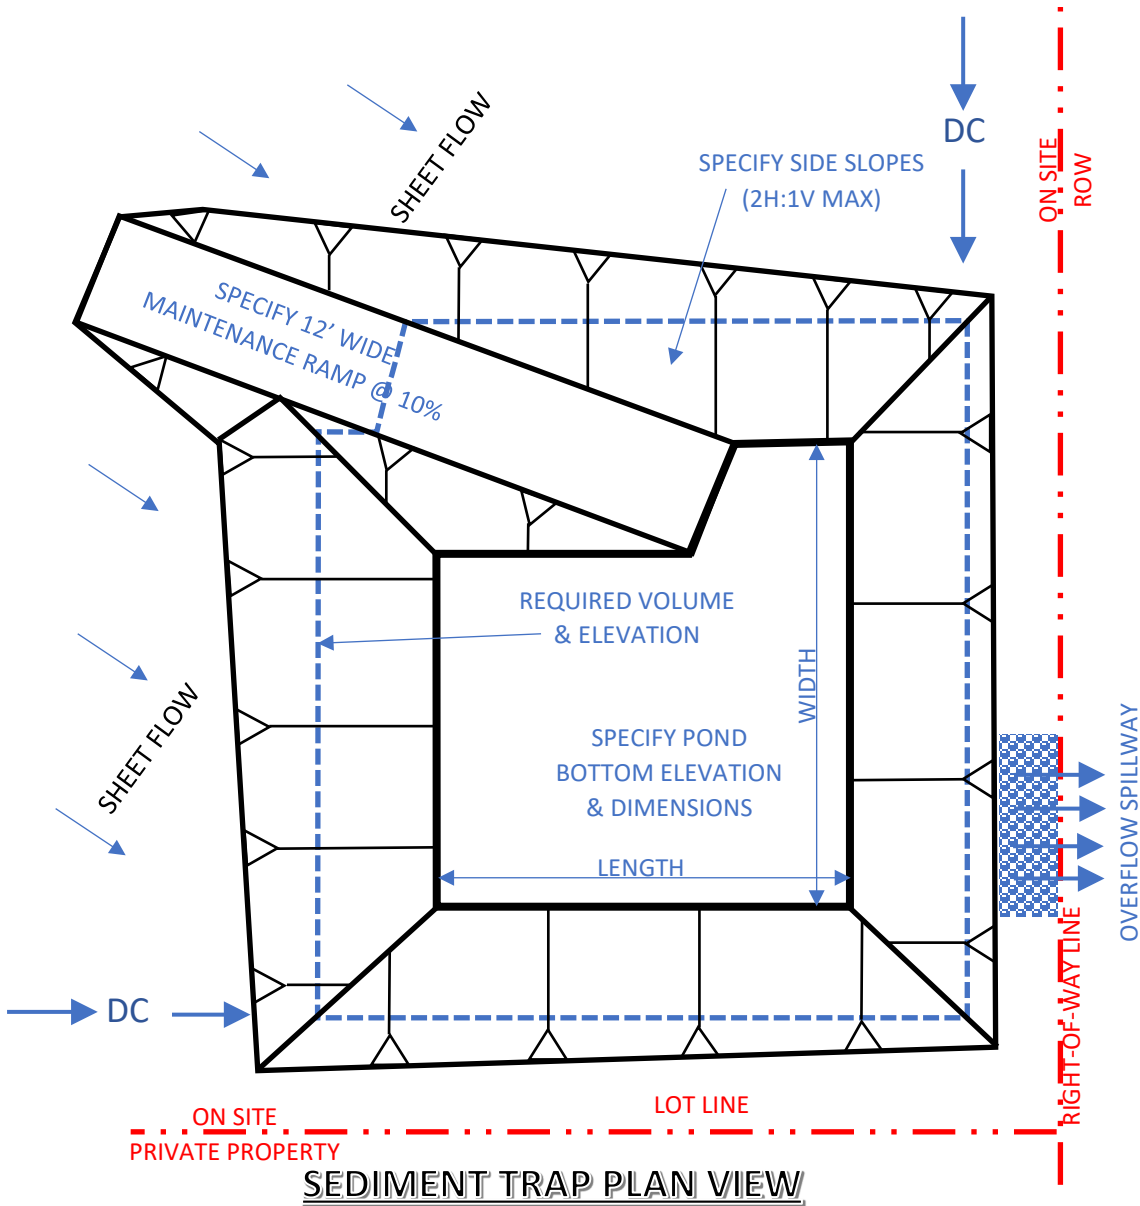 DC
SHEET FLOW
SPECIFY SIDE SLOPES
(2H:1V MAX)
ON SITE
ROW
SPECIFY 12’ WIDE
MAINTENANCE RAMP @ 10%
REQUIRED VOLUME
& ELEVATION
WIDTH
SHEET FLOW
SPECIFY POND
BOTTOM ELEVATION
& DIMENSIONS
LENGTH
OVERFLOW SPILLWAY
RIGHT-OF-WAY LINE
DC
ON SITE
LOT LINE
PRIVATE PROPERTY
SEDIMENT TRAP PLAN VIEW